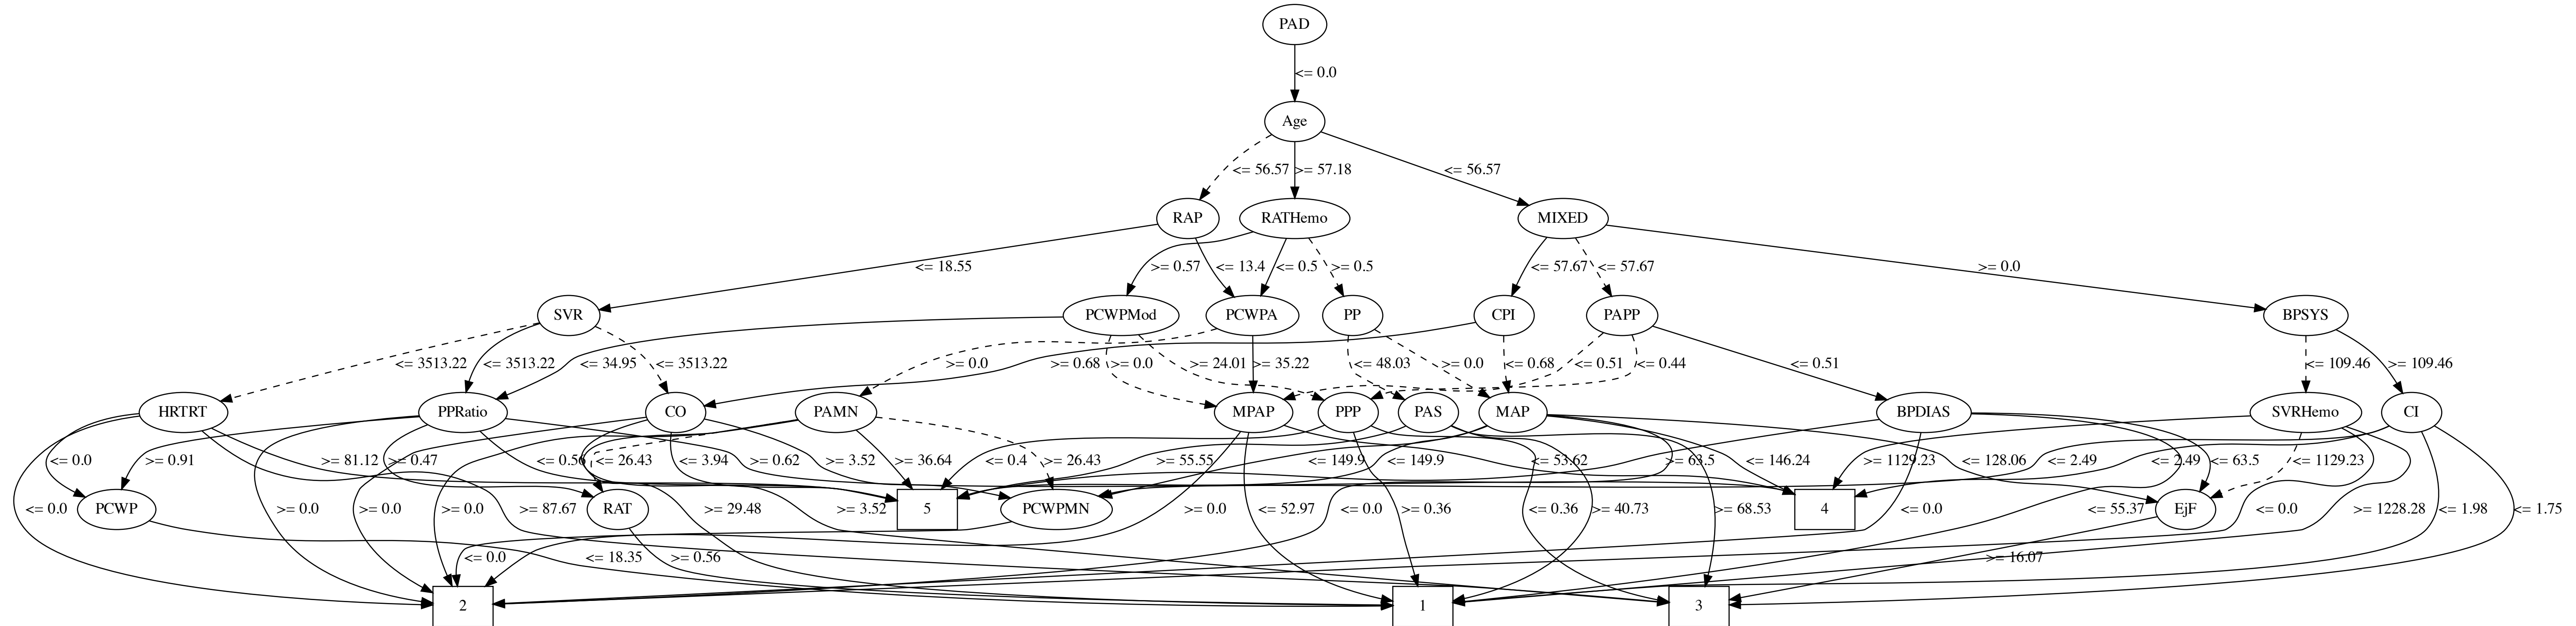 PAD
<= 0.0
Age
<= 56.57 >= 57.18 <= 56.57
RAP RATHemo MIXED
<= 18.55 >= 0.57 <= 13.4 <= 0.5 >= 0.5 <= 57.67 <= 57.67 >= 0.0
SVR PCWPMod PCWPA PP CPI PAPP BPSYS
<= 3513.22 <= 3513.22 <= 3513.22 <= 34.95 >= 0.0 >= 0.68 >= 0.0 >= 24.01 >= 35.22 <= 48.03 >= 0.0 <= 0.68 <= 0.51 <= 0.44 <= 0.51 <= 109.46 >= 109.46
HRTRT PPRatio CO PAMN MPAP PPP PAS MAP BPDIAS SVRHemo CI
<= 0.0 >= 0.91 >= 81.12 >= 0.47 <= 0.56 <= 26.43 <= 3.94 >= 0.62 >= 3.52 >= 36.64 <= 0.4 >= 26.43 >= 55.55 <= 149.9 <= 149.9 <= 53.62 >= 63.5 <= 146.24 >= 1129.23 <= 128.06 <= 2.49 <= 2.49 <= 63.5 <= 1129.23
PCWP RAT 5 PCWPMN 4 EjF
<= 0.0 >= 0.0 >= 0.0 >= 0.0 >= 87.67 >= 29.48 >= 3.52 >= 0.0 <= 52.97 <= 0.0 >= 0.36 <= 0.36 >= 40.73 >= 68.53 <= 0.0 <= 55.37 <= 0.0 >= 1228.28 <= 1.98 <= 1.75
<= 0.0 <= 18.35 >= 0.56 >= 16.07
2 1 3